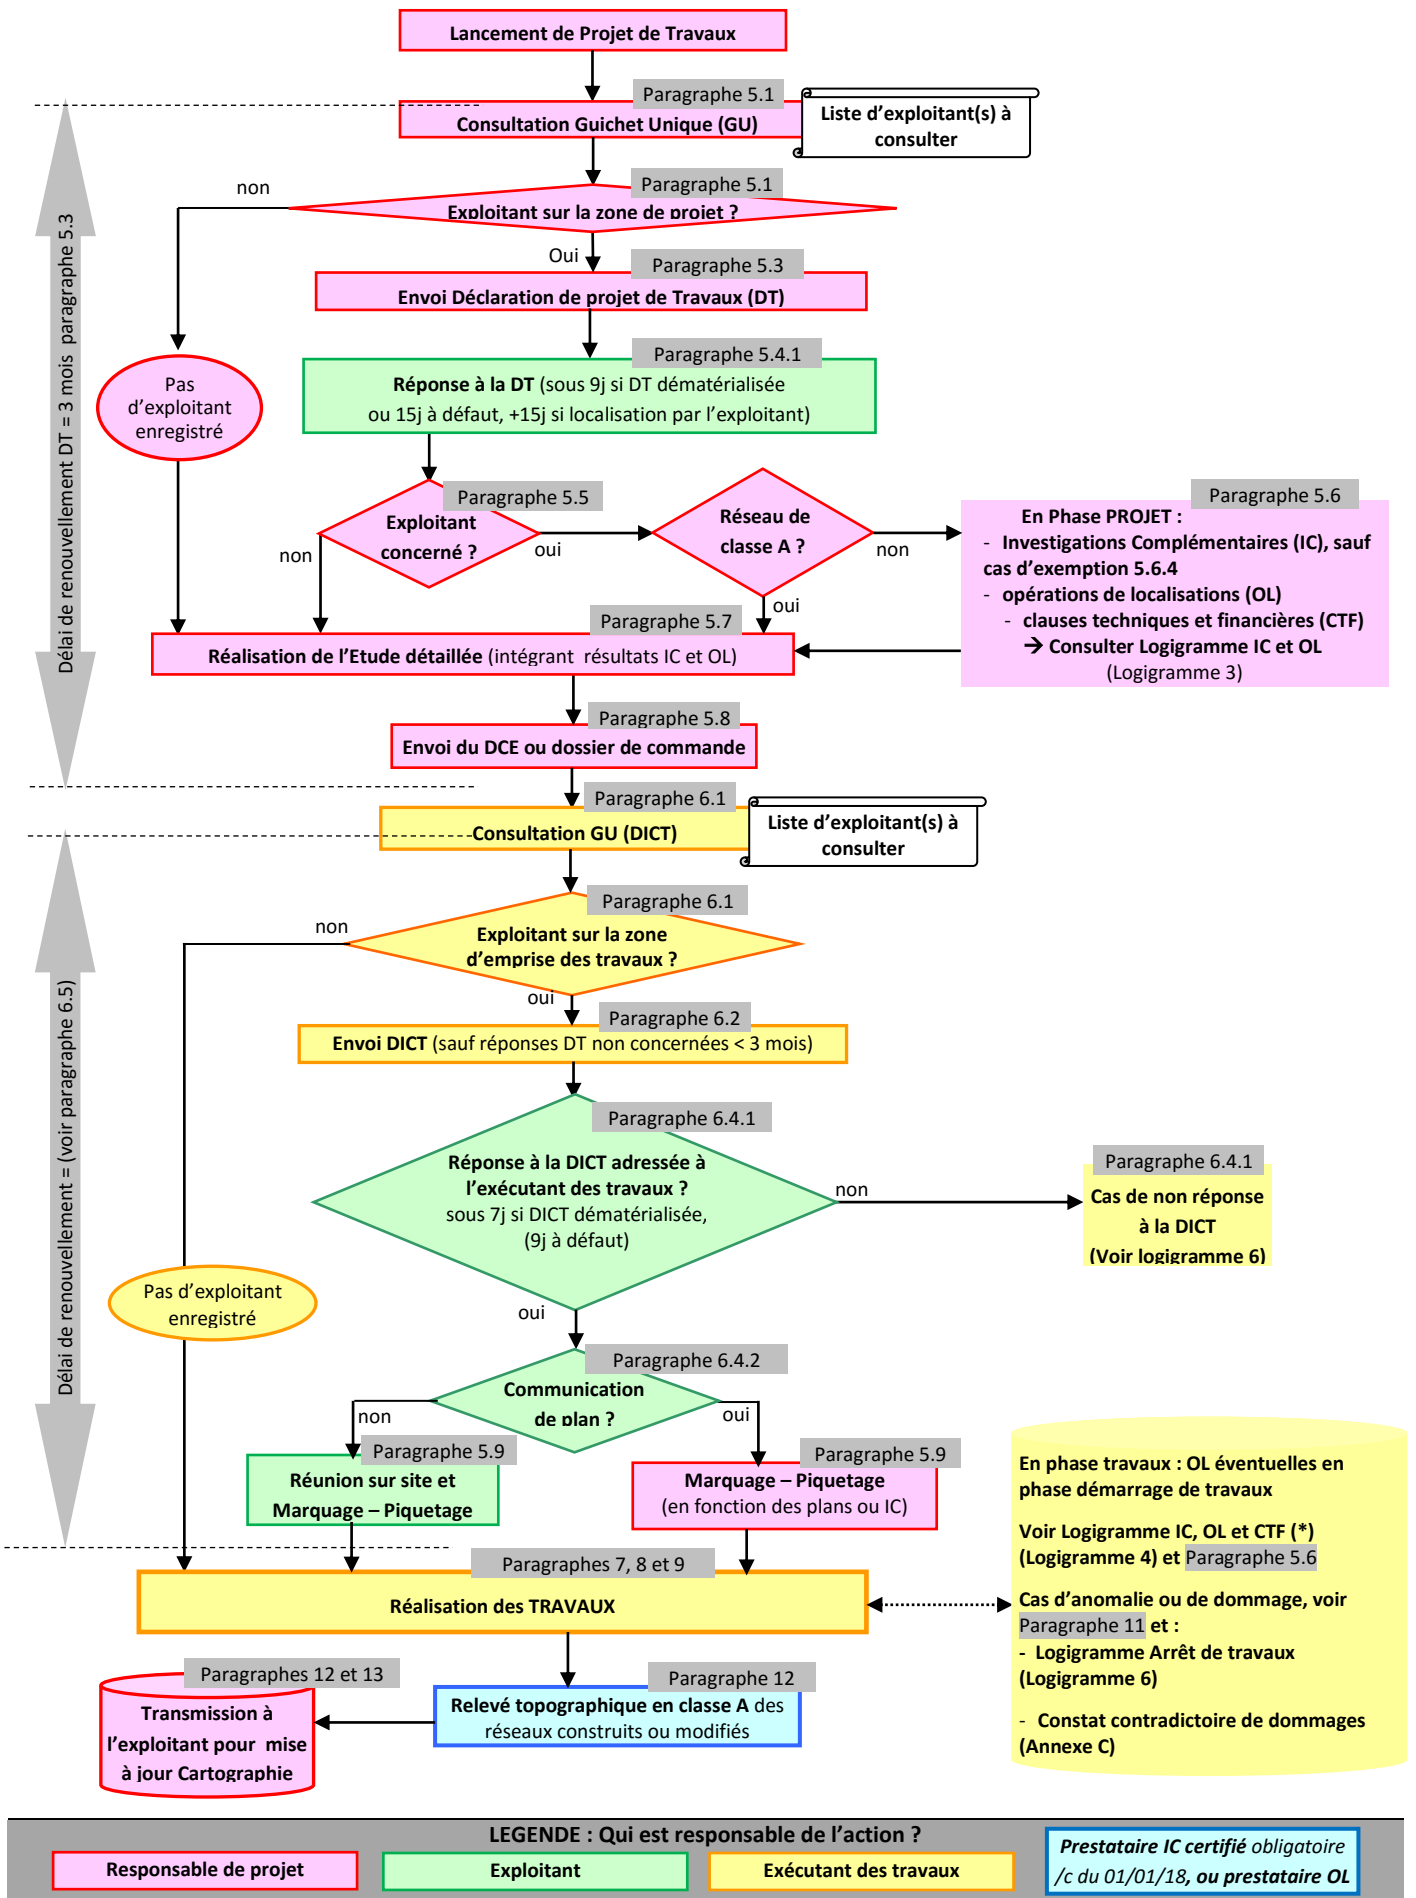 Lancement de Projet de Travaux
Paragraphe 5.1
Consultation Guichet Unique (GU)
Liste d'exploitant(s) à
consulter
Paragraphe 5.1
non
Exploitant sur la zone de projet ?
Oui
Paragraphe 5.3
Envoi Déclaration de projet de Travaux (DT)
Délai de renouvellement DT = 3 mois paragraphe 5.3
Paragraphe 5.4.1
Réponse à la DT (sous 9j si DT dématérialisée
ou 15j à défaut, +15j si localisation par l'exploitant)
Pas
d'exploitant
enregistré
Paragraphe 5.5
Exploitant
concerné ?
non
oui
Réseau de
classe A ?
non
oui
Paragraphe 5.6
En Phase PROJET :
- Investigations Complémentaires (IC), sauf
cas d'exemption 5.6.4
- opérations de localisations (OL)
- clauses techniques et financières (CTF)
→ Consulter Logigramme IC et OL
(Logigramme 3)
Paragraphe 5.7
Réalisation de l'Etude détaillée (intégrant résultats IC et OL)
Paragraphe 5.8
Envoi du DCE ou dossier de commande
Paragraphe 6.1
Consultation GU (DICT)
Liste d'exploitant(s) à
consulter
Paragraphe 6.1
non
Exploitant sur la zone
d'emprise des travaux ?
oui
Paragraphe 6.2
Envoi DICT (sauf réponses DT non concernées < 3 mois)
Délai de renouvellement = (voir paragraphe 6.5)
Paragraphe 6.4.1
Réponse à la DICT adressée à
l'exécutant des travaux ?
sous 7j si DICT dématérialisée,
(9j à défaut)
non
oui
Paragraphe 6.4.1
Cas de non réponse
à la DICT
(Voir logigramme 6)
Pas d'exploitant
enregistré
Paragraphe 6.4.2
Communication
de plan ?
non
oui
Paragraphe 5.9
Réunion sur site et
Marquage – Piquetage
Paragraphe 5.9
Marquage – Piquetage
(en fonction des plans ou IC)
En phase travaux : OL éventuelles en
phase démarrage de travaux
Voir Logigramme IC, OL et CTF (*)
(Logigramme 4) et Paragraphe 5.6
Cas d'anomalie ou de dommage, voir
Paragraphe 11 et :
- Logigramme Arrêt de travaux
(Logigramme 6)
- Constat contradictoire de dommages
(Annexe C)
Paragraphes 7, 8 et 9
Réalisation des TRAVAUX
Paragraphes 12 et 13
Transmission à
l'exploitant pour mise
à jour Cartographie
Paragraphe 12
Relevé topographique en classe A des
réseaux construits ou modifiés
LEGENDE : Qui est responsable de l'action ?
Responsable de projet
Exploitant
Exécutant des travaux
Prestataire IC certifié obligatoire
/c du 01/01/18, ou prestataire OL